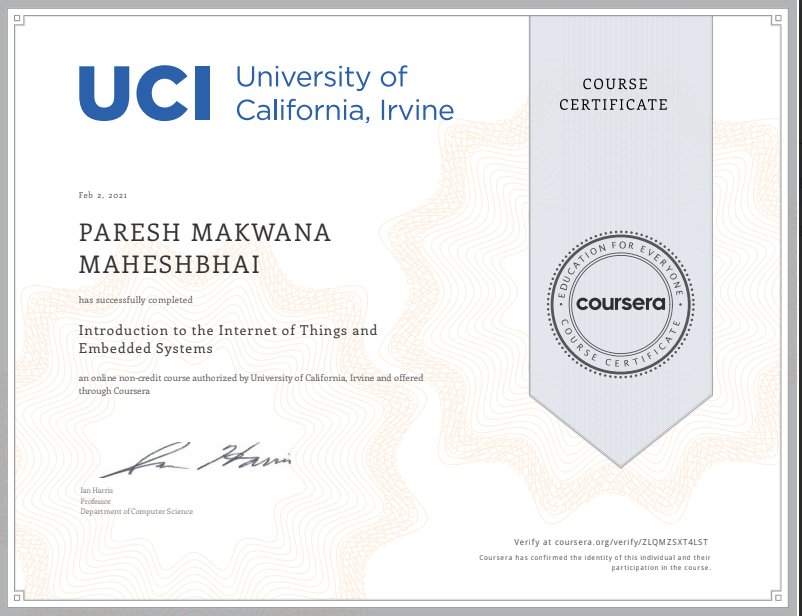 UCI University of
California, Irvine
COURSE
CERTIFICATE
Feb 2, 2021
PARESH MAKWANA
MAHESHBHAI
has successfully completed
Introduction to the Internet of Things and
Embedded Systems
an online non-credit course authorized by University of California, Irvine and offered
through Coursera
EDUCATION FOR EVERYONE
coursera
COURSE CERTIFICATE
Ian Harris
Ian Harris
Professor
Department of Computer Science
Verify at coursera.org/verify/ZLQMZSXT4LST
Coursera has confirmed the identity of this individual and their
participation in the course.